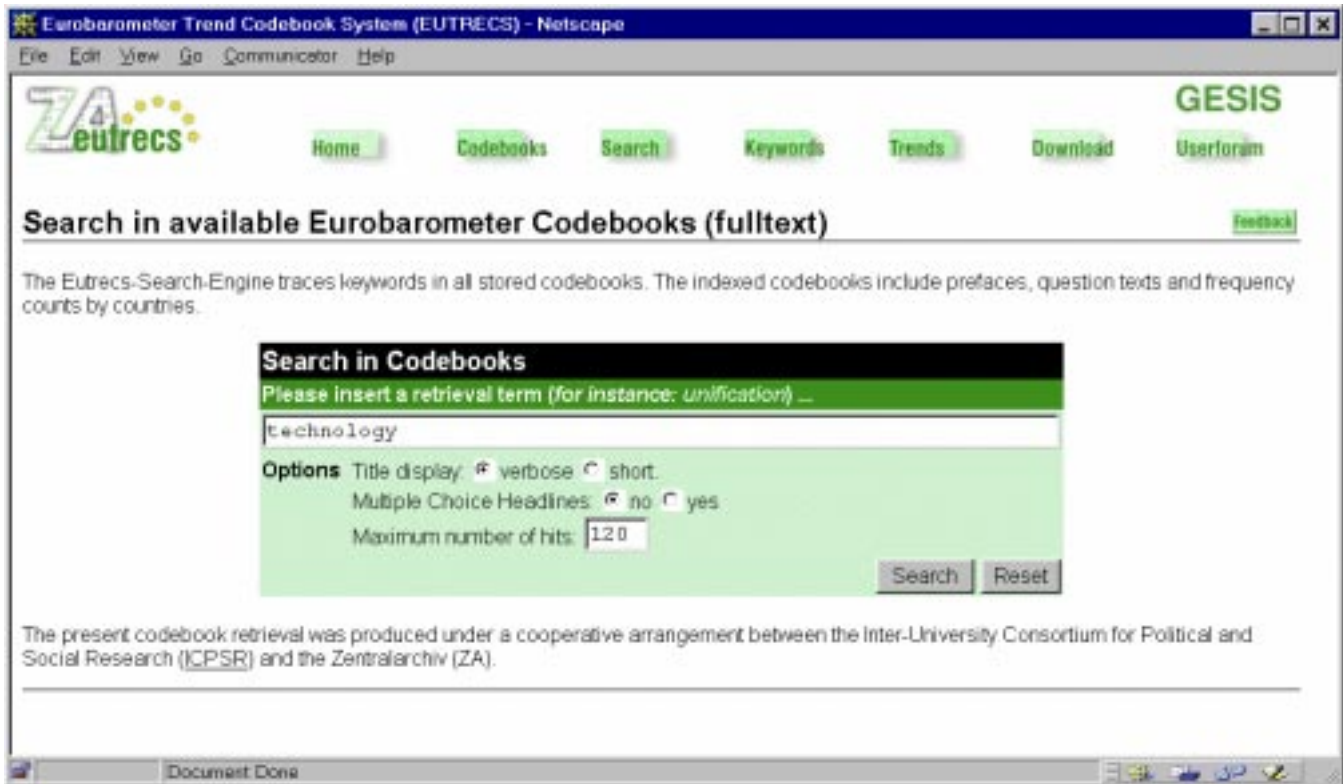 Eurobarometer Trend Codebook System (EUTRECS) - Netscape
File Edit View Go Communicator Help
ZA eutrecs
GESIS
Home Codebooks Search Keywords Trends Download Userforum
Search in available Eurobarometer Codebooks (fulltext)
Feedback
The Eutrecs-Search-Engine traces keywords in all stored codebooks. The indexed codebooks include prefaces, question texts and frequency
counts by countries.
Search in Codebooks
Please insert a retrieval term (for instance: unification) ...
technology
Options Title display: verbose short.
Multiple Choice Headlines: no yes
Maximum number of hits: 120
Search Reset
The present codebook retrieval was produced under a cooperative arrangement between the Inter-University Consortium for Political and
Social Research (ICPSR) and the Zentralarchiv (ZA).
Document Done